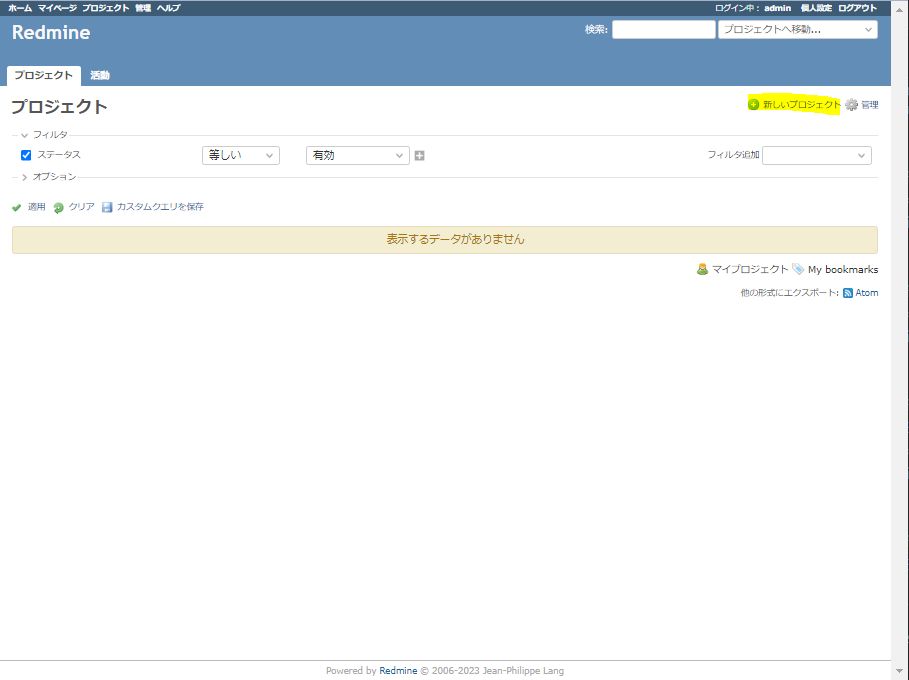 ホーム マイページ プロジェクト 管理 ヘルプ ログイン中： admin 個人設定 ログアウト
Redmine 検索: プロジェクトへ移動...
プロジェクト 活動
プロジェクト 新しいプロジェクト 管理
フィルタ
ステータス 等しい 有効 フィルタ追加
オプション
適用 クリア カスタムクエリを保存
表示するデータがありません
マイプロジェクト My bookmarks
他の形式にエクスポート: Atom
Powered by Redmine © 2006-2023 Jean-Philippe Lang